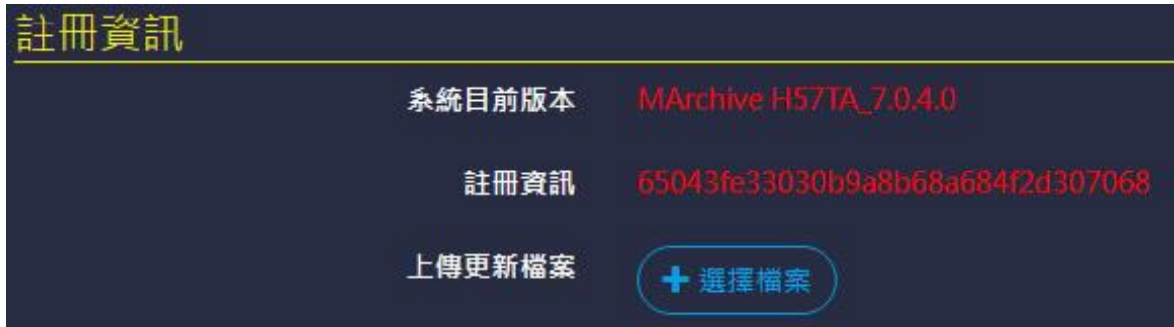 註冊資訊
系統目前版本 MArchive H57TA_7.0.4.0
註冊資訊 65043fe33030b9a8b68a684f2d307068
上傳更新檔案 + 選擇檔案